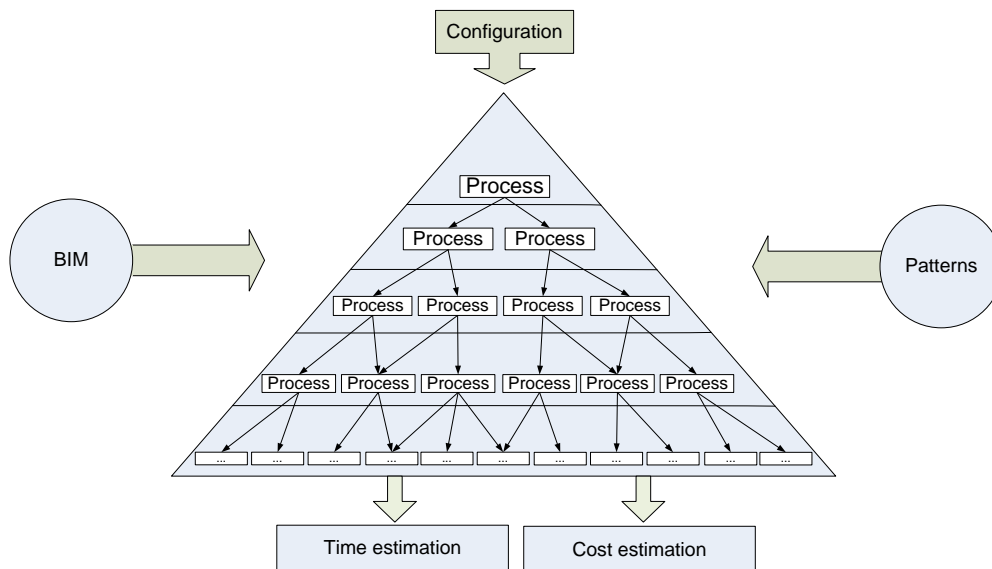 Configuration
Process
Process Process
BIM
Patterns
Process Process Process Process
Process Process Process Process Process Process
... ... ... ... ... ... ... ... ... ... ...
Time estimation
Cost estimation